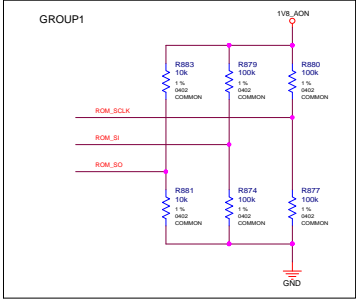 GROUP1
1V8_AON
R883
10k
1 %
0402
COMMON
R879
100k
1 %
0402
COMMON
R880
100k
1 %
0402
COMMON
ROM_SCLK
ROM_SI
ROM_SO
R881
10k
1 %
0402
COMMON
R874
100k
1 %
0402
COMMON
R877
100k
1 %
0402
COMMON
GND